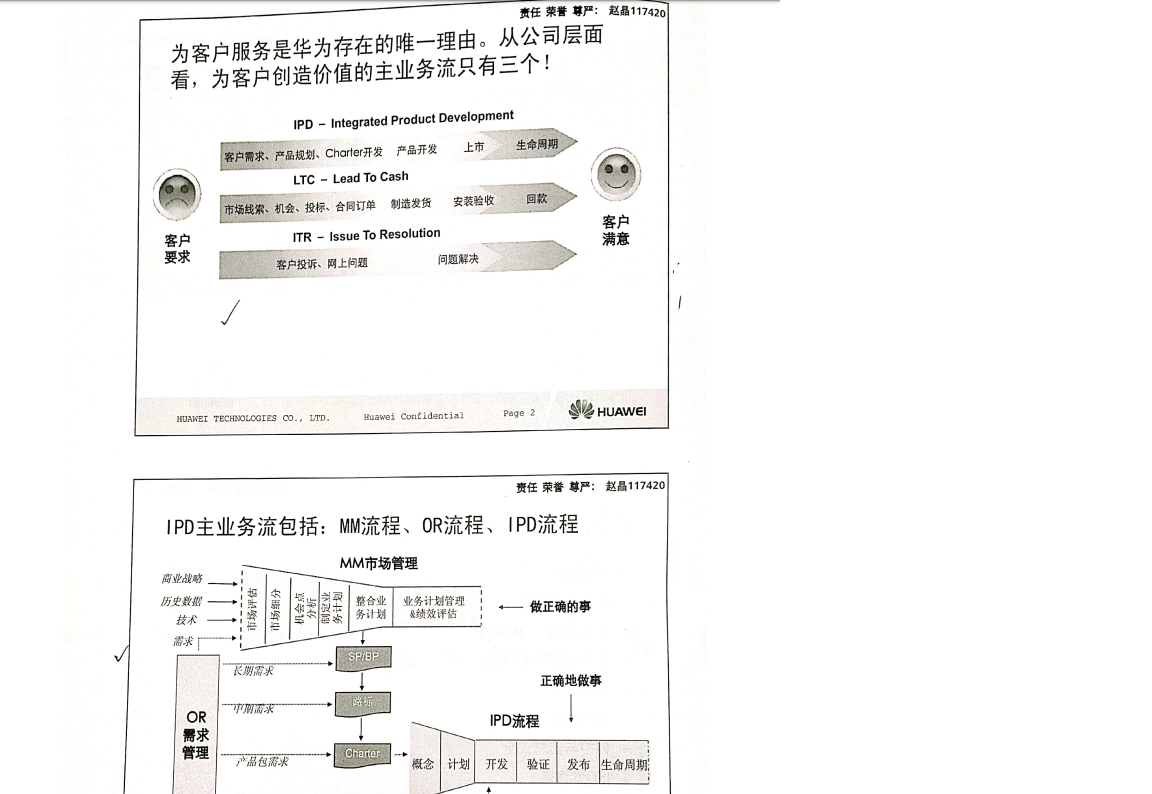 责任 荣誉 尊严： 赵晶117420
为客户服务是华为存在的唯一理由。从公司层面
看，为客户创造价值的主业务流只有三个！
IPD – Integrated Product Development
客户需求、产品规划、Charter开发 产品开发 上市 生命周期
LTC – Lead To Cash
市场线索、机会、投标、合同订单 制造发货 安装验收 回款
ITR – Issue To Resolution
客户投诉、网上问题 问题解决
客户
要求
客户
满意
HUAWEI TECHNOLOGIES CO., LTD. Huawei Confidential Page 2 HUAWEI
责任 荣誉 尊严： 赵晶117420
IPD主业务流包括：MM流程、OR流程、IPD流程
MM市场管理
商业战略
历史数据
技术
需求
市场评估
市场细分
机会点
分析
制定业
务计划
整合业
务计划
业务计划管理
&绩效评估
做正确的事
SP/BP
长期需求
路标
中期需求
Charter
产品包需求
OR
需求
管理
正确地做事
IPD流程
概念 计划 开发 验证 发布 生命周期